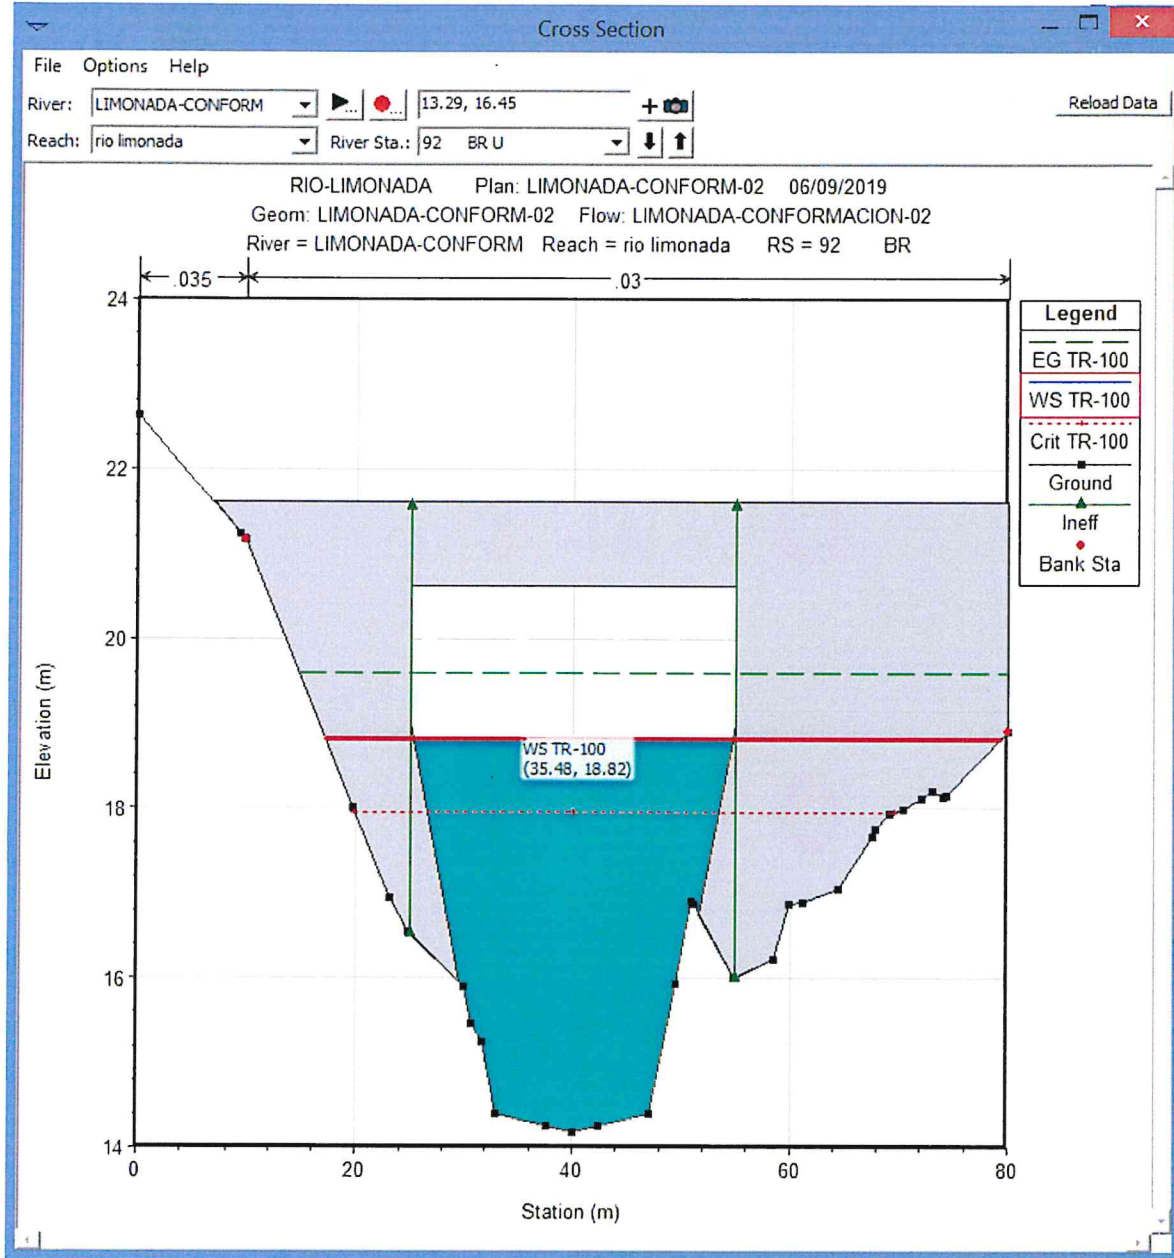 Cross Section
File Options Help
River: LIMONADA-CONFORM ... ... 13.29, 16.45 + Reload Data
Reach: rio limonada River Sta.: 92 BR U
RIO-LIMONADA Plan: LIMONADA-CONFORM-02 06/09/2019
Geom: LIMONADA-CONFORM-02 Flow: LIMONADA-CONFORMACION-02
River = LIMONADA-CONFORM Reach = rio limonada RS = 92 BR
.035 .03
24
22
20
18
16
14
Elevation (m)
WS TR-100
(35.48, 18.82)
0 20 40 60 80
Station (m)
Legend
EG TR-100
WS TR-100
Crit TR-100
Ground
Ineff
Bank Sta